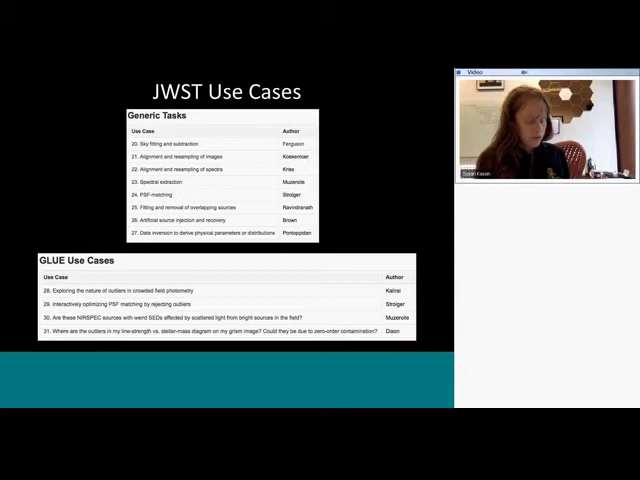 JWST Use Cases
Generic Tasks
Use Case Author
20. Sky fitting and subtraction Ferguson
21. Alignment and resampling of images Koekemoer
22. Alignment and resampling of spectra Kriss
23. Spectral extraction Muzerolle
24. PSF-matching Strolger
25. Fitting and removal of overlapping sources Ravindranath
26. Artificial source injection and recovery Brown
27. Data inversion to derive physical parameters or distributions Pontoppidan
GLUE Use Cases
Use Case Author
28. Exploring the nature of outliers in crowded field photometry Kalirai
29. Interactively optimizing PSF matching by rejecting outliers Strolger
30. Are these NIRSPEC sources with weird SEDs affected by scattered light from bright sources in the field? Muzerolle
31. Where are the outliers in my line-strength vs. stellar-mass diagram on my grism image? Could they be due to zero-order contamination? Dixon
Video
Susan Kassin